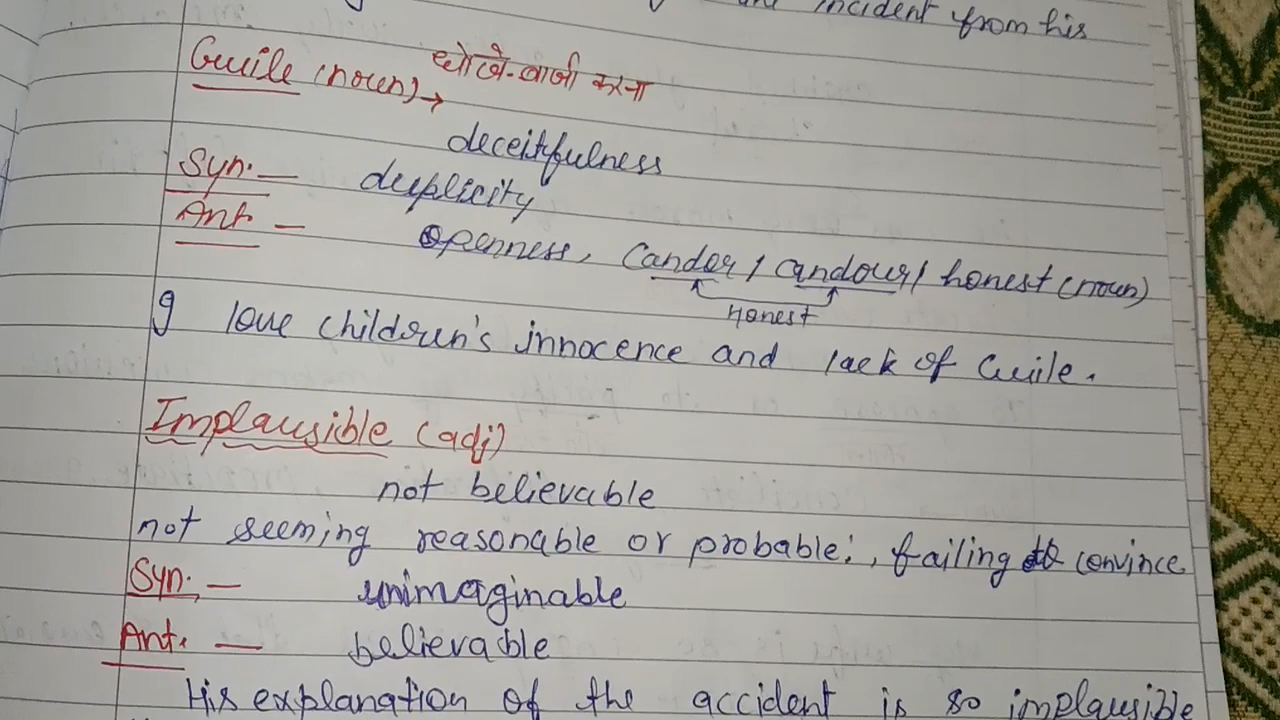 incident from his
Guile (noun) → धोखे-बाजी करना
deceitfulness
Syn.— duplicity
Ant — Openness, Candor / Candour / honest (noun)
Honest
I love children's innocence and lack of Guile.
Implausible (adj)
not believable
not seeming reasonable or probable;, failing to convince
Syn.— unimaginable
Ant. — believable
His explanation of the accident is so implausible